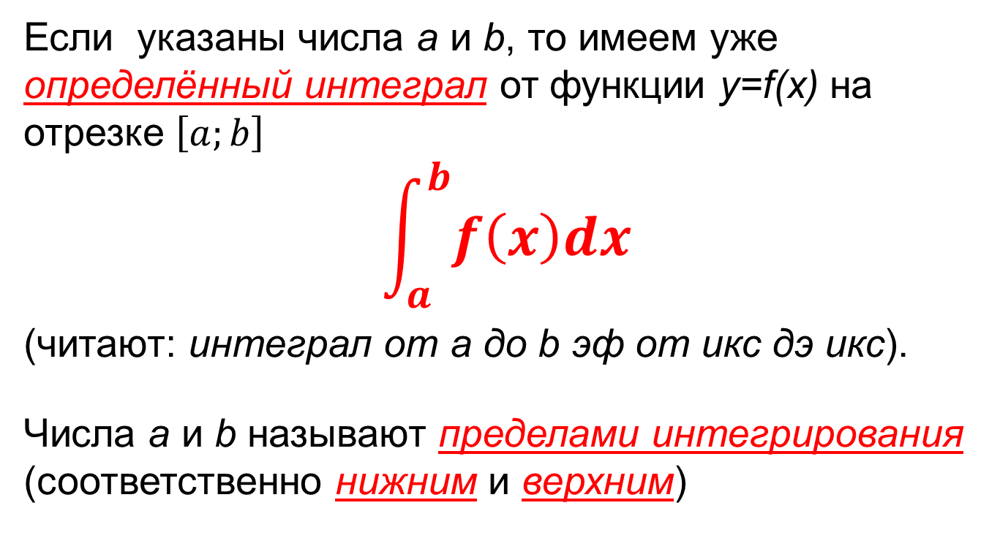 Если указаны числа a и b, то имеем уже
определённый интеграл от функции y=f(x) на
отрезке [a; b]
∫ₐᵇ f(x)dx
(читают: интеграл от a до b эф от икс дэ икс).
Числа a и b называют пределами интегрирования
(соответственно нижним и верхним)